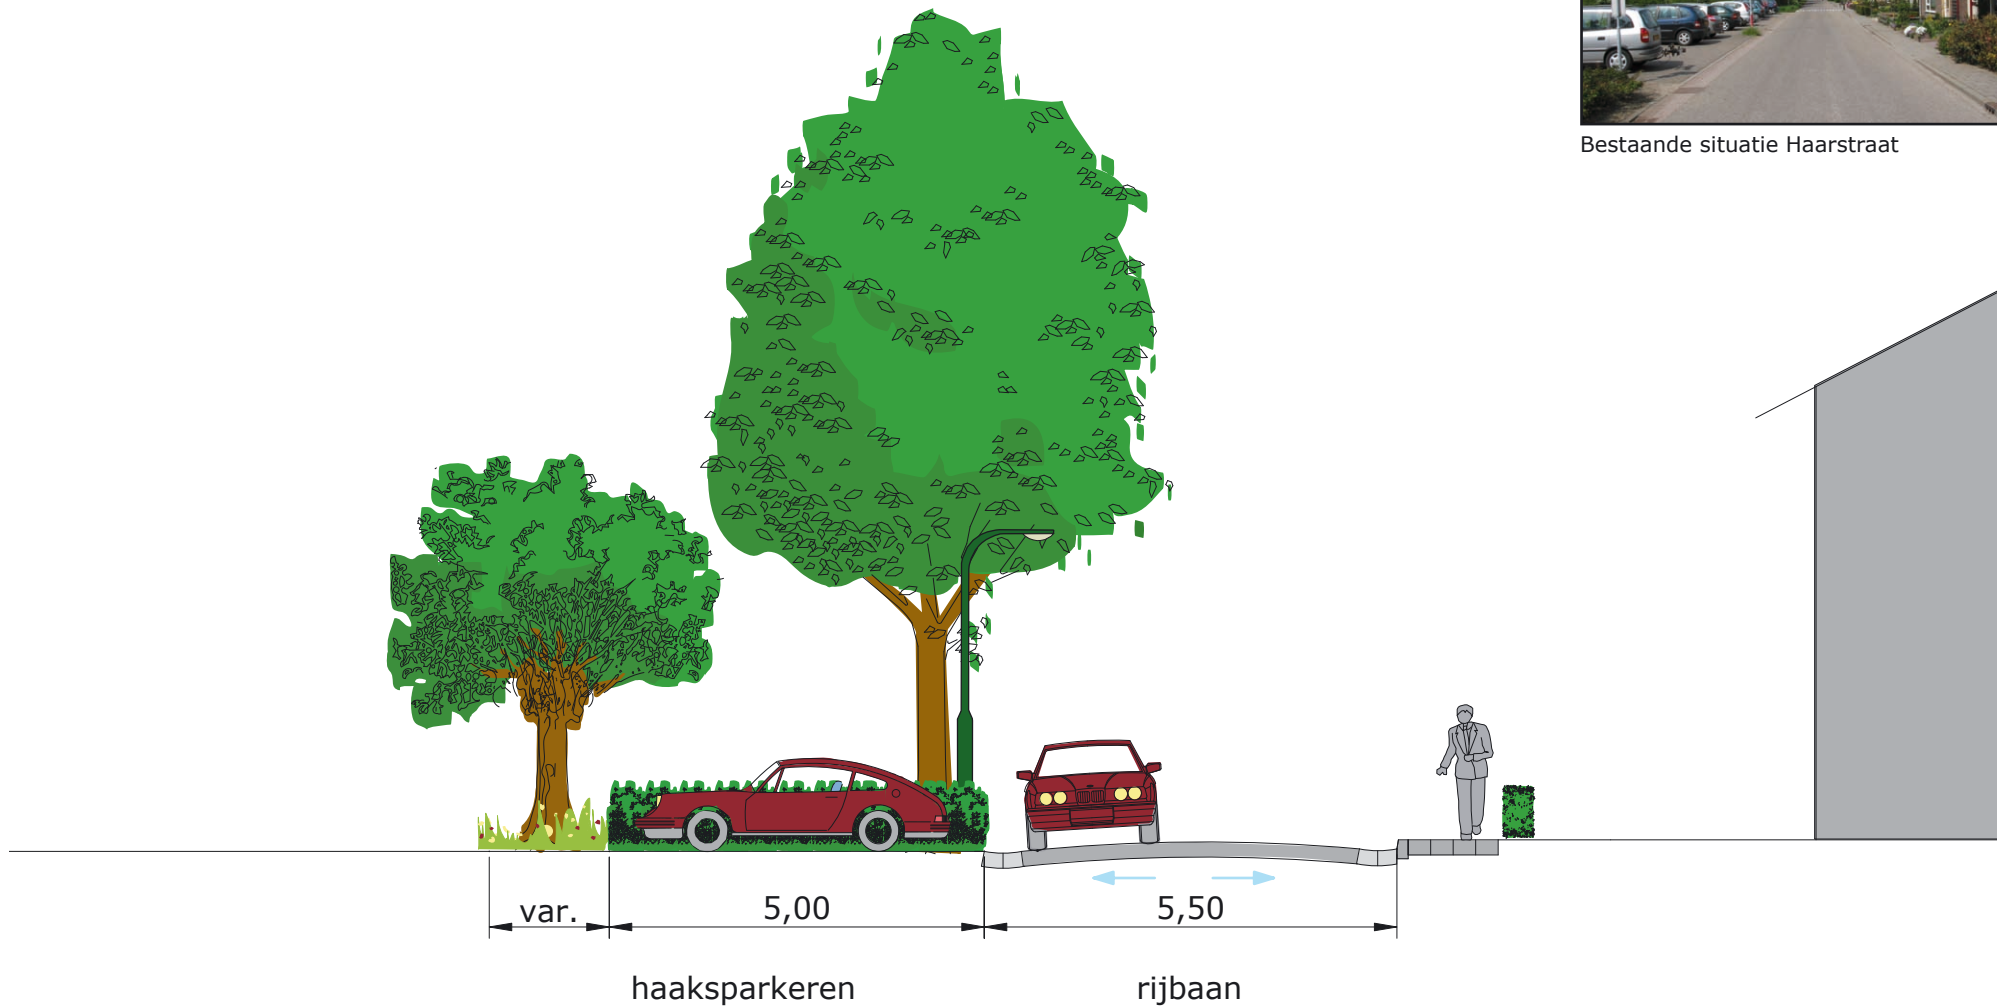 Bestaande situatie Haarstraat
var.
5,00
5,50
haaksparkeren
rijbaan